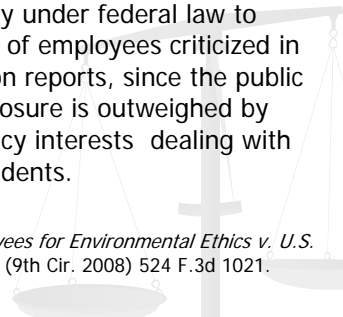 y under federal law to
of employees criticized in
on reports, since the public
osure is outweighed by
cy interests dealing with
dents.
yees for Environmental Ethics v. U.S.
(9th Cir. 2008) 524 F.3d 1021.